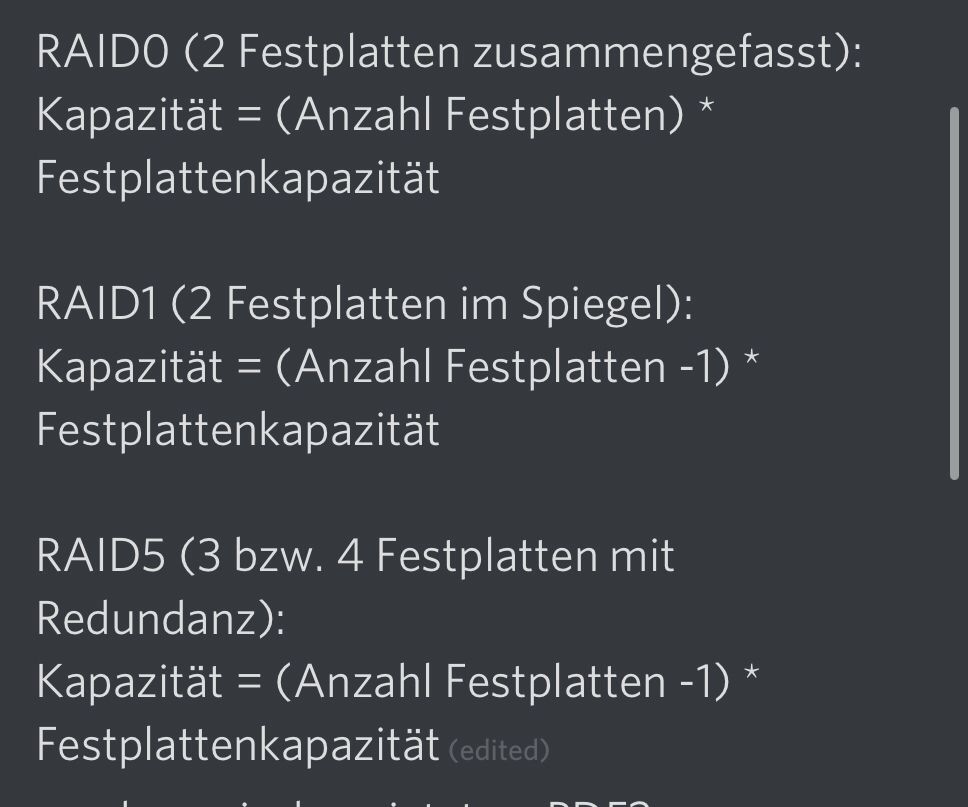 RAID0 (2 Festplatten zusammengefasst):
Kapazität = (Anzahl Festplatten) *
Festplattenkapazität
RAID1 (2 Festplatten im Spiegel):
Kapazität = (Anzahl Festplatten -1) *
Festplattenkapazität
RAID5 (3 bzw. 4 Festplatten mit
Redundanz):
Kapazität = (Anzahl Festplatten -1) *
Festplattenkapazität (edited)
PDF?